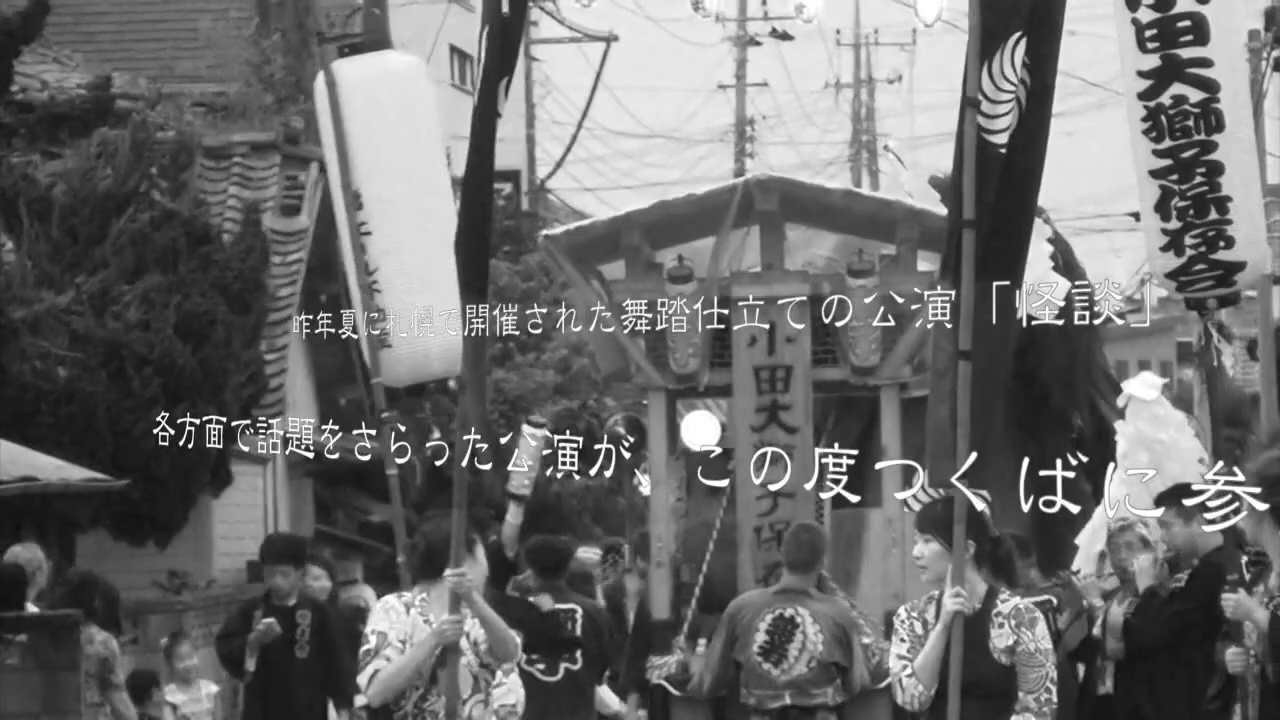 小田大獅子保存会
昨年夏に札幌で開催された舞踏仕立ての公演「怪談」
小田大獅子保存
各方面で話題をさらった公演が、この度つくばに参